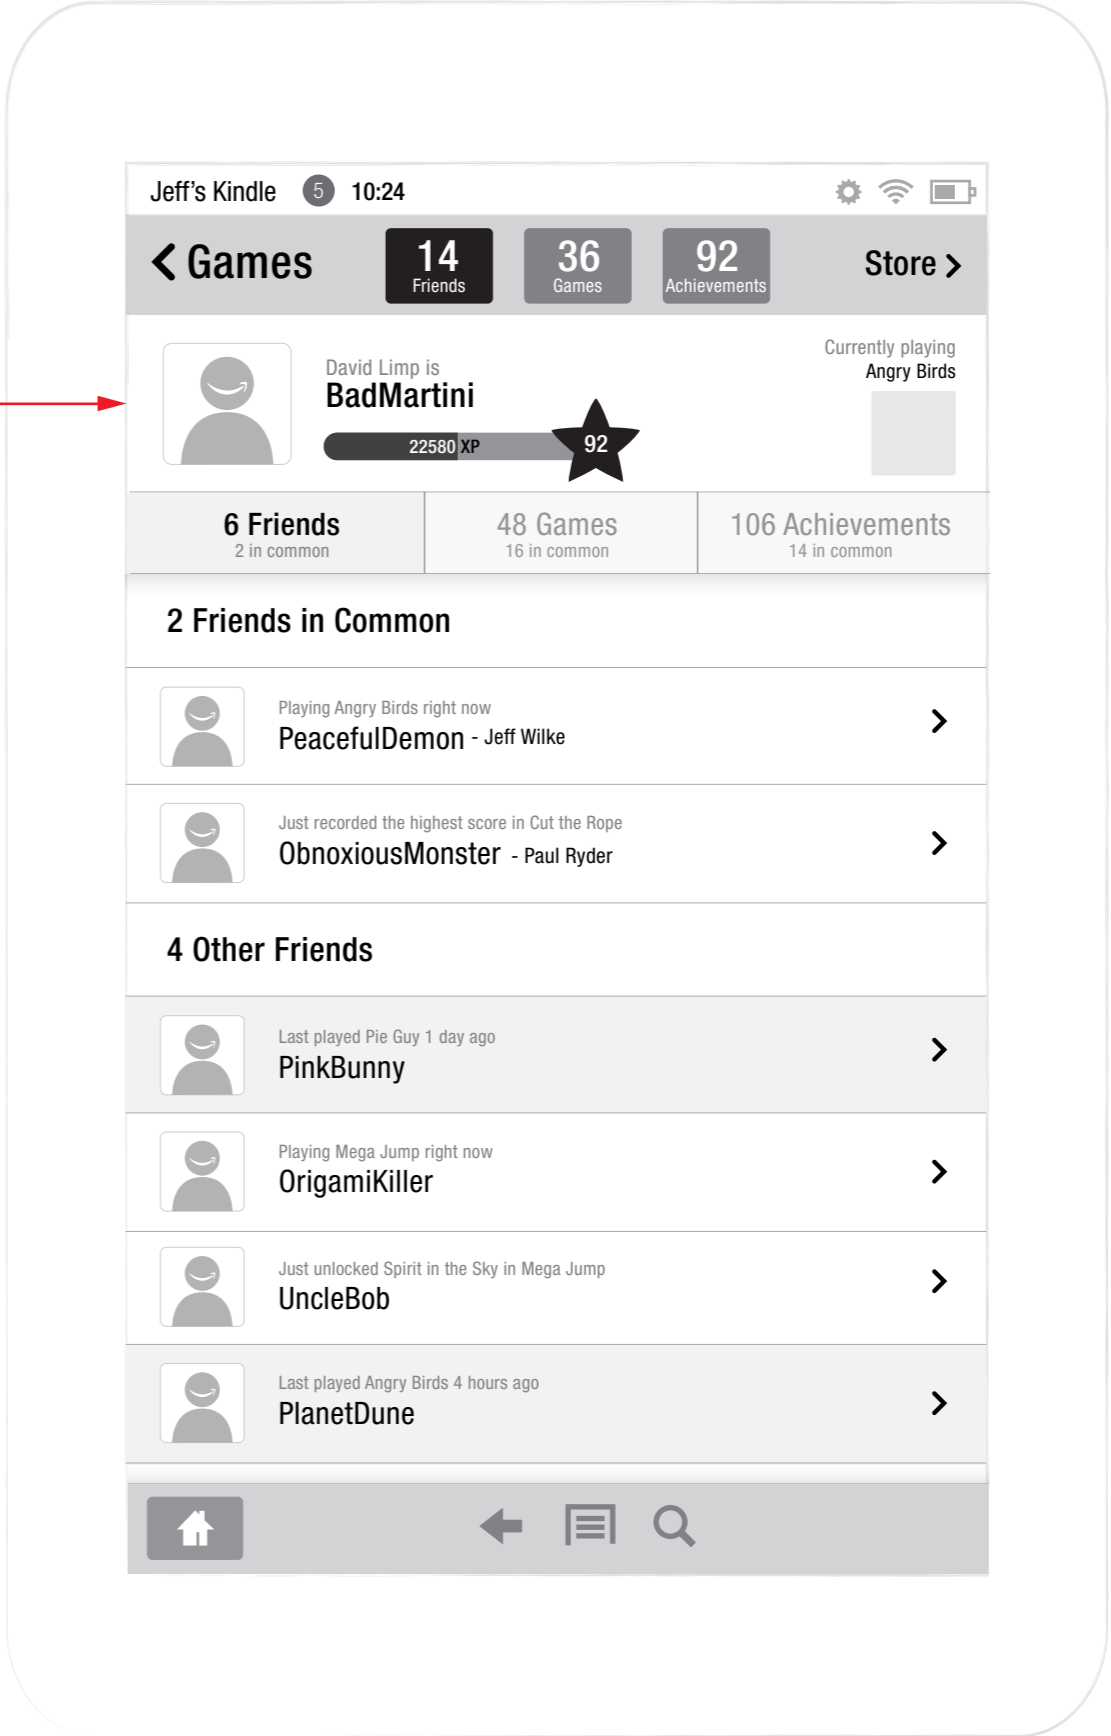 Jeff's Kindle 5 10:24
Games
14
Friends
36
Games
92
Achievements
Store
David Limp is
BadMartini
22580 XP
92
Currently playing
Angry Birds
6 Friends
2 in common
48 Games
16 in common
106 Achievements
14 in common
2 Friends in Common
Playing Angry Birds right now
PeacefulDemon - Jeff Wilke
Just recorded the highest score in Cut the Rope
ObnoxiousMonster - Paul Ryder
4 Other Friends
Last played Pie Guy 1 day ago
PinkBunny
Playing Mega Jump right now
OrigamiKiller
Just unlocked Spirit in the Sky in Mega Jump
UncleBob
Last played Angry Birds 4 hours ago
PlanetDune